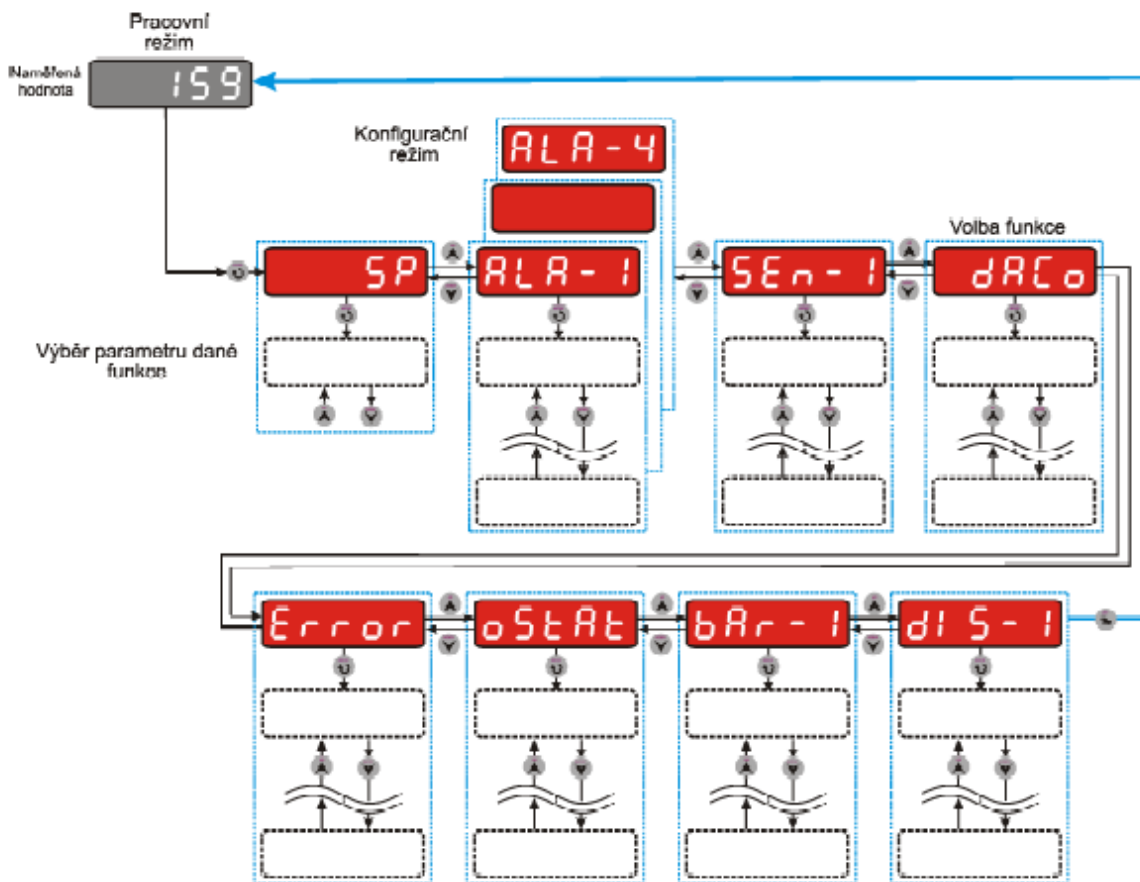 Pracovní
režim
Naměřená
hodnota
159
Konfigurační
režim
ALA-4
Volba funkce
SP
ALA-1
SEn-1
dACo
Výběr parametru dané
funkce
Error
oStAt
bAr-1
dIS-1